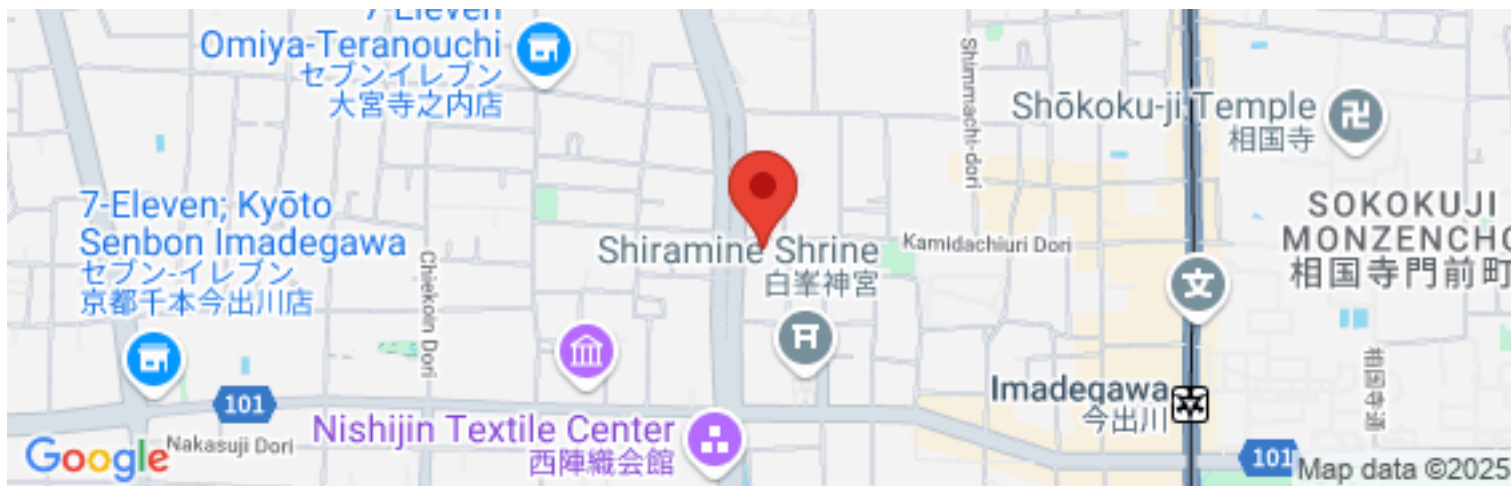 7-Eleven
Omiya-Teranouchi
セブンイレブン
大宮寺之内店
Shimmachi-dori
Shōkoku-ji Temple
相国寺
卍
7-Eleven; Kyōto
Senbon Imadegawa
セブン-イレブン
京都千本今出川店
Chiekoin Dori
Shiramine Shrine
白峯神宮
Kamidachiuri Dori
文
SOKOKUJI
MONZENCHO
相国寺門前町
101
Nakasuji Dori
Nishijin Textile Center
西陣織会館
Imadegawa
今出川
101
Google
Map data ©2025